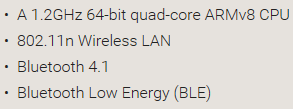 • A 1.2GHz 64-bit quad-core ARMv8 CPU
• 802.11n Wireless LAN
• Bluetooth 4.1
• Bluetooth Low Energy (BLE)